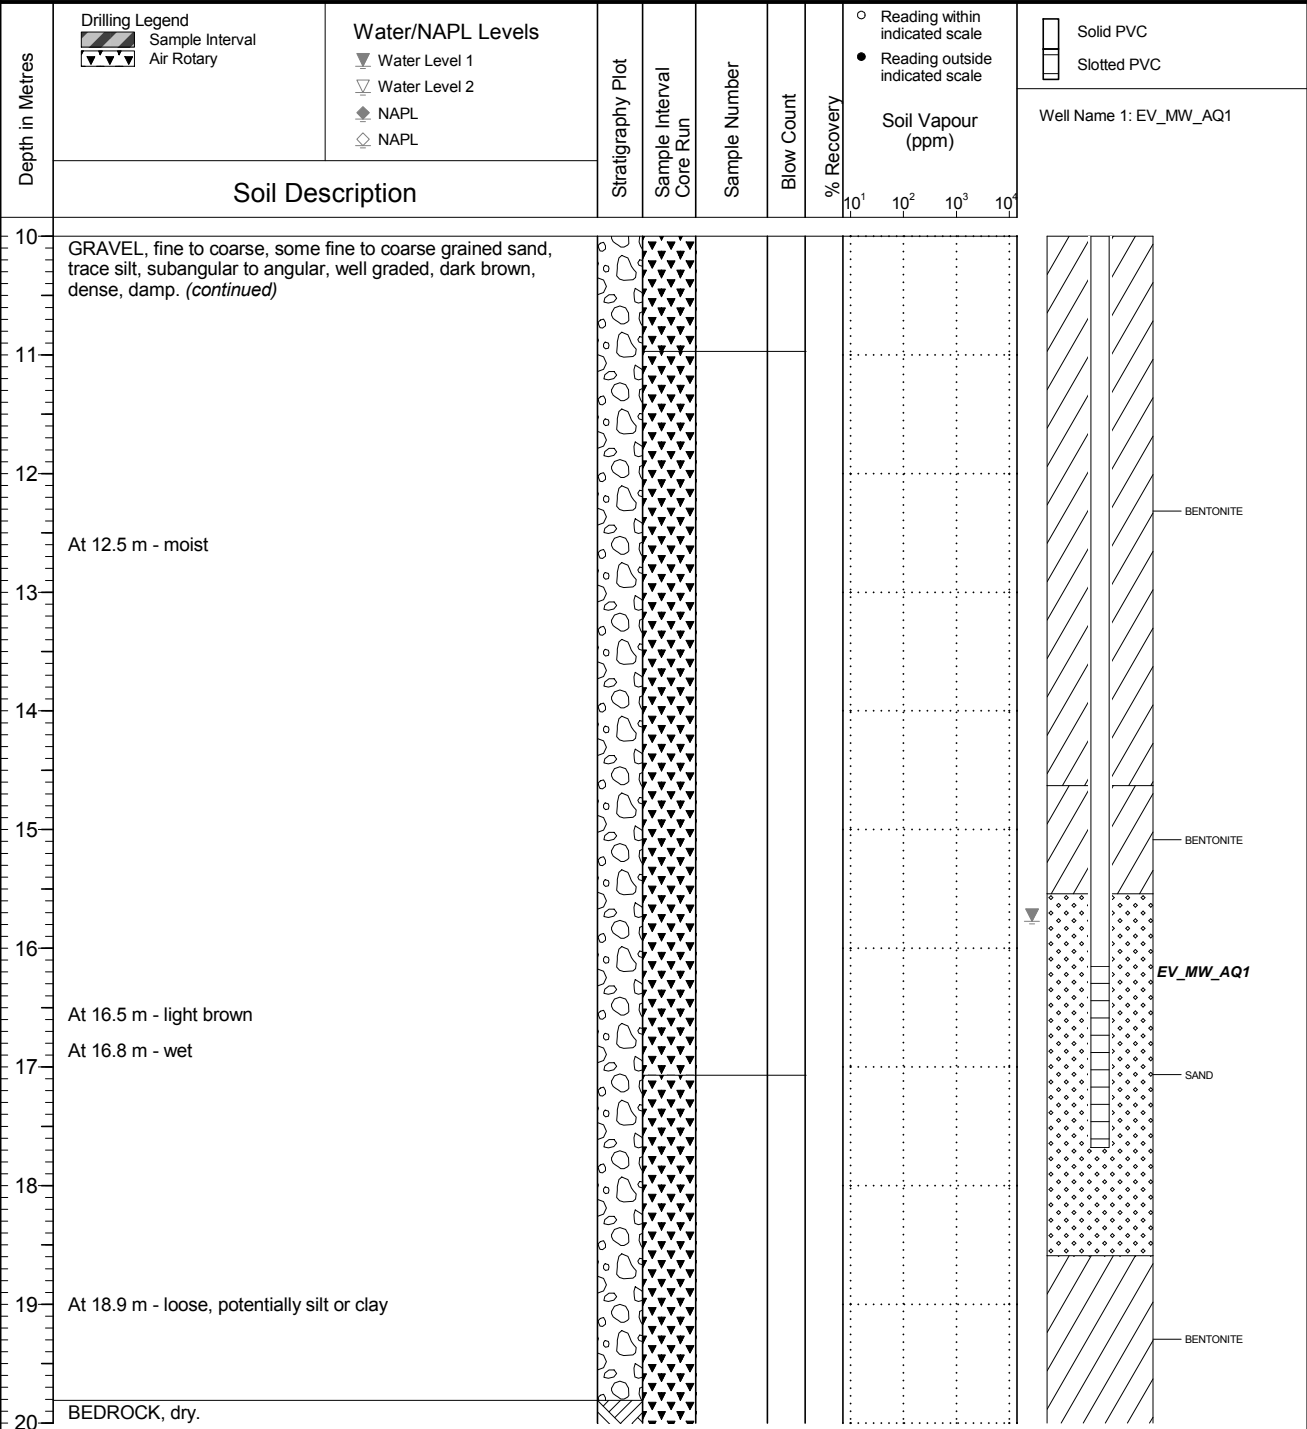 Depth in Metres
Drilling Legend
Sample Interval
Air Rotary
Water/NAPL Levels
Water Level 1
Water Level 2
NAPL
NAPL
Soil Description
Stratigraphy Plot
Sample Interval
Core Run
Sample Number
Blow Count
% Recovery
Reading within
indicated scale
Reading outside
indicated scale
Soil Vapour
(ppm)
10¹ 10² 10³ 10⁴
Solid PVC
Slotted PVC
Well Name 1: EV_MW_AQ1
10
GRAVEL, fine to coarse, some fine to coarse grained sand,
trace silt, subangular to angular, well graded, dark brown,
dense, damp. (continued)
11
12
BENTONITE
At 12.5 m - moist
13
14
15
BENTONITE
16
EV_MW_AQ1
At 16.5 m - light brown
At 16.8 m - wet
17
SAND
18
19
At 18.9 m - loose, potentially silt or clay
BENTONITE
BEDROCK, dry.
20